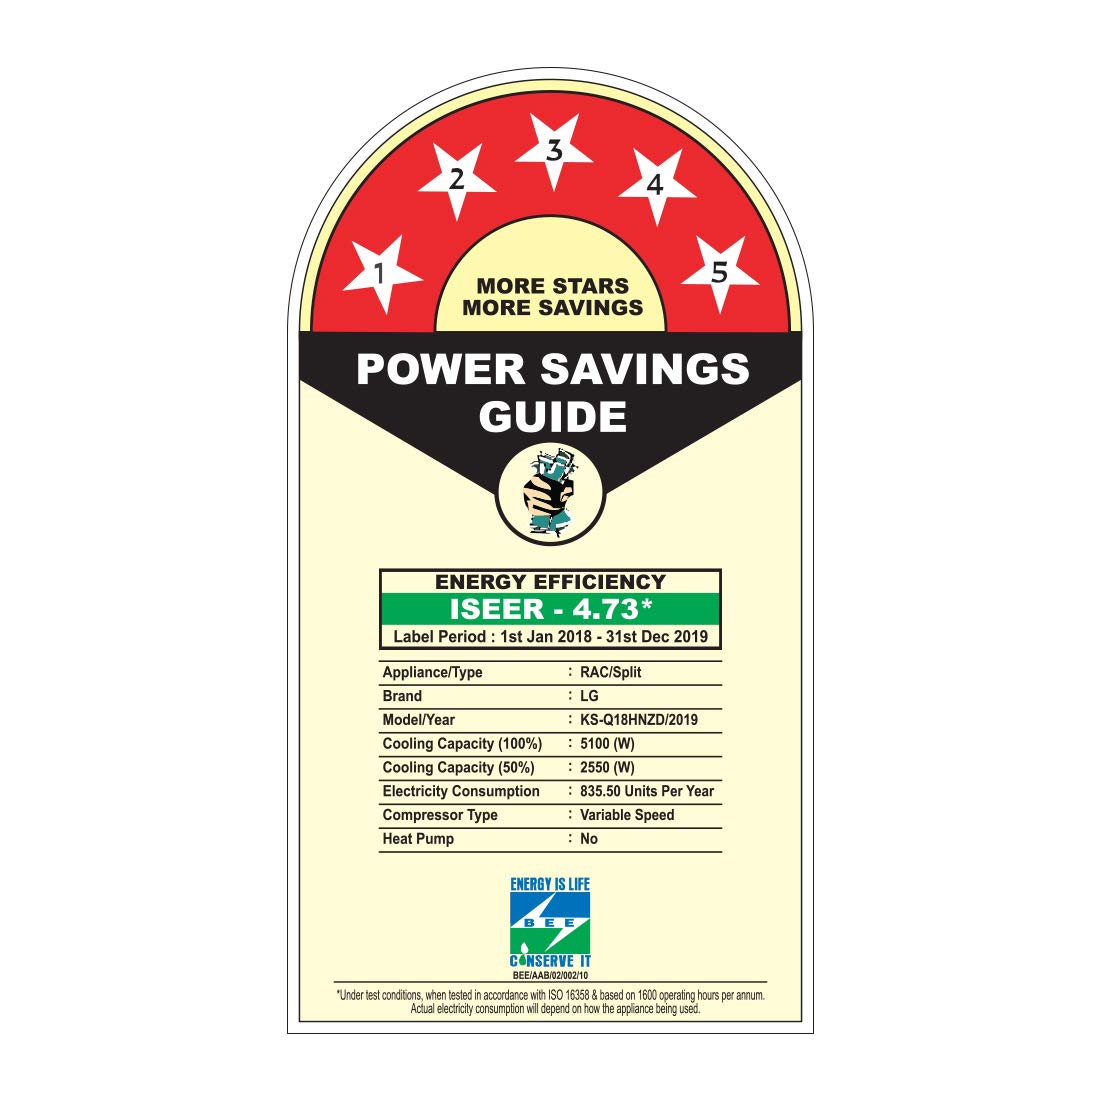 1
2
3
4
5
MORE STARS
MORE SAVINGS
POWER SAVINGS
GUIDE
ENERGY EFFICIENCY
ISEER - 4.73*
Label Period : 1st Jan 2018 - 31st Dec 2019
Appliance/Type : RAC/Split
Brand : LG
Model/Year : KS-Q18HNZD/2019
Cooling Capacity (100%) : 5100 (W)
Cooling Capacity (50%) : 2550 (W)
Electricity Consumption : 835.50 Units Per Year
Compressor Type : Variable Speed
Heat Pump : No
ENERGY IS LIFE
BEE
CONSERVE IT
BEE/AAB/02/002/10
*Under test conditions, when tested in accordance with ISO 16358 & based on 1600 operating hours per annum.
Actual electricity consumption will depend on how the appliance being used.